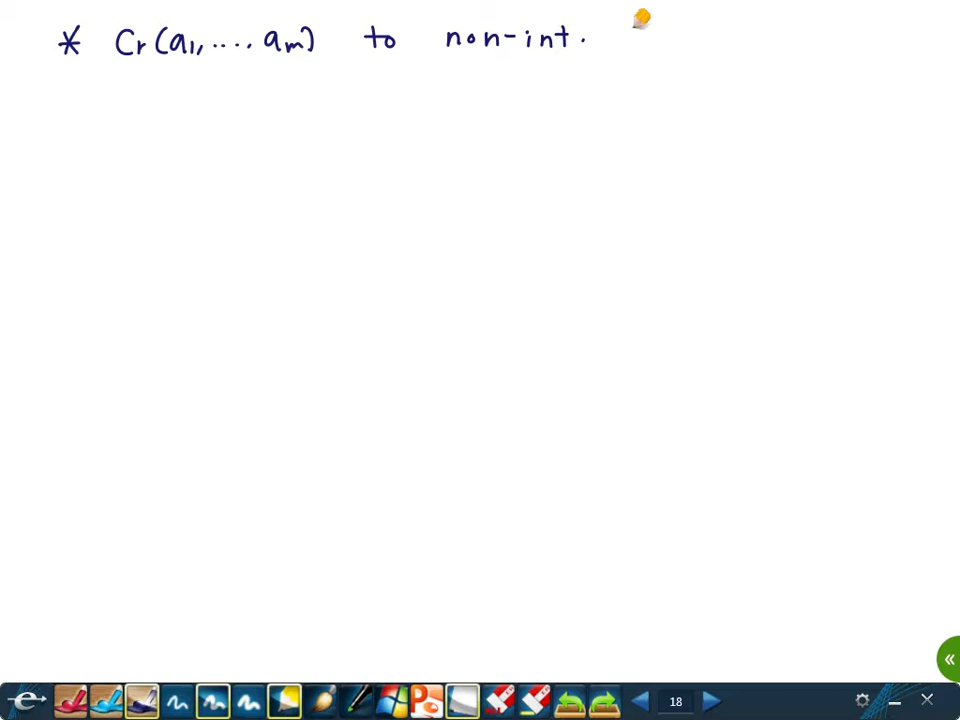 * Cr(a1, .... am) to non-int.
18